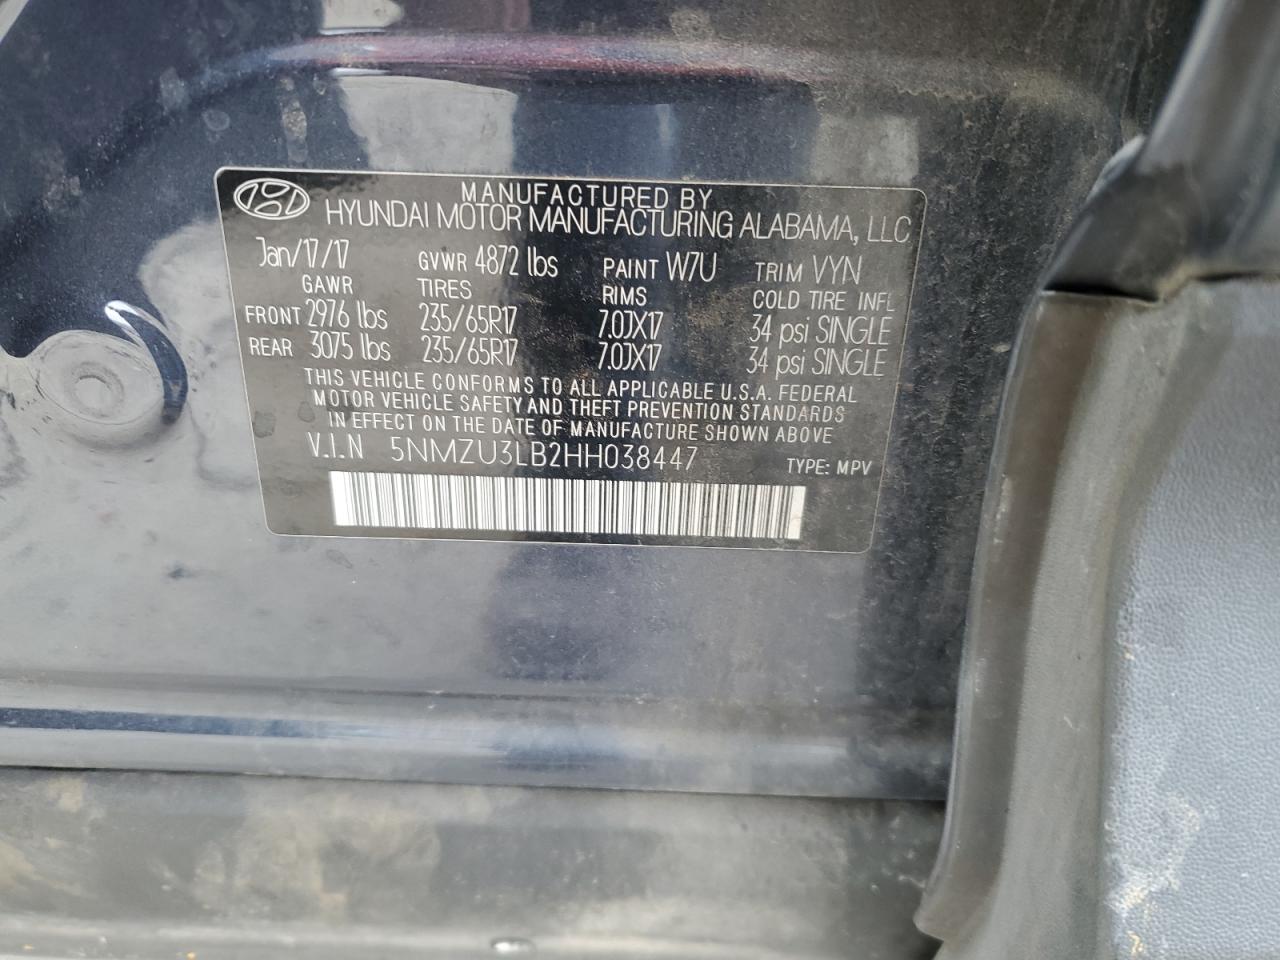 MANUFACTURED BY
HYUNDAI MOTOR MANUFACTURING ALABAMA, LLC
Jan/17/17 GVWR 4872 lbs PAINT W7U TRIM VYN
GAWR TIRES RIMS COLD TIRE INFL
FRONT 2976 lbs 235/65R17 7.0JX17 34 psi SINGLE
REAR 3075 lbs 235/65R17 7.0JX17 34 psi SINGLE
THIS VEHICLE CONFORMS TO ALL APPLICABLE U.S.A. FEDERAL
MOTOR VEHICLE SAFETY AND THEFT PREVENTION STANDARDS
IN EFFECT ON THE DATE OF MANUFACTURE SHOWN ABOVE
V.I.N 5NMZU3LB2HH038447 TYPE: MPV